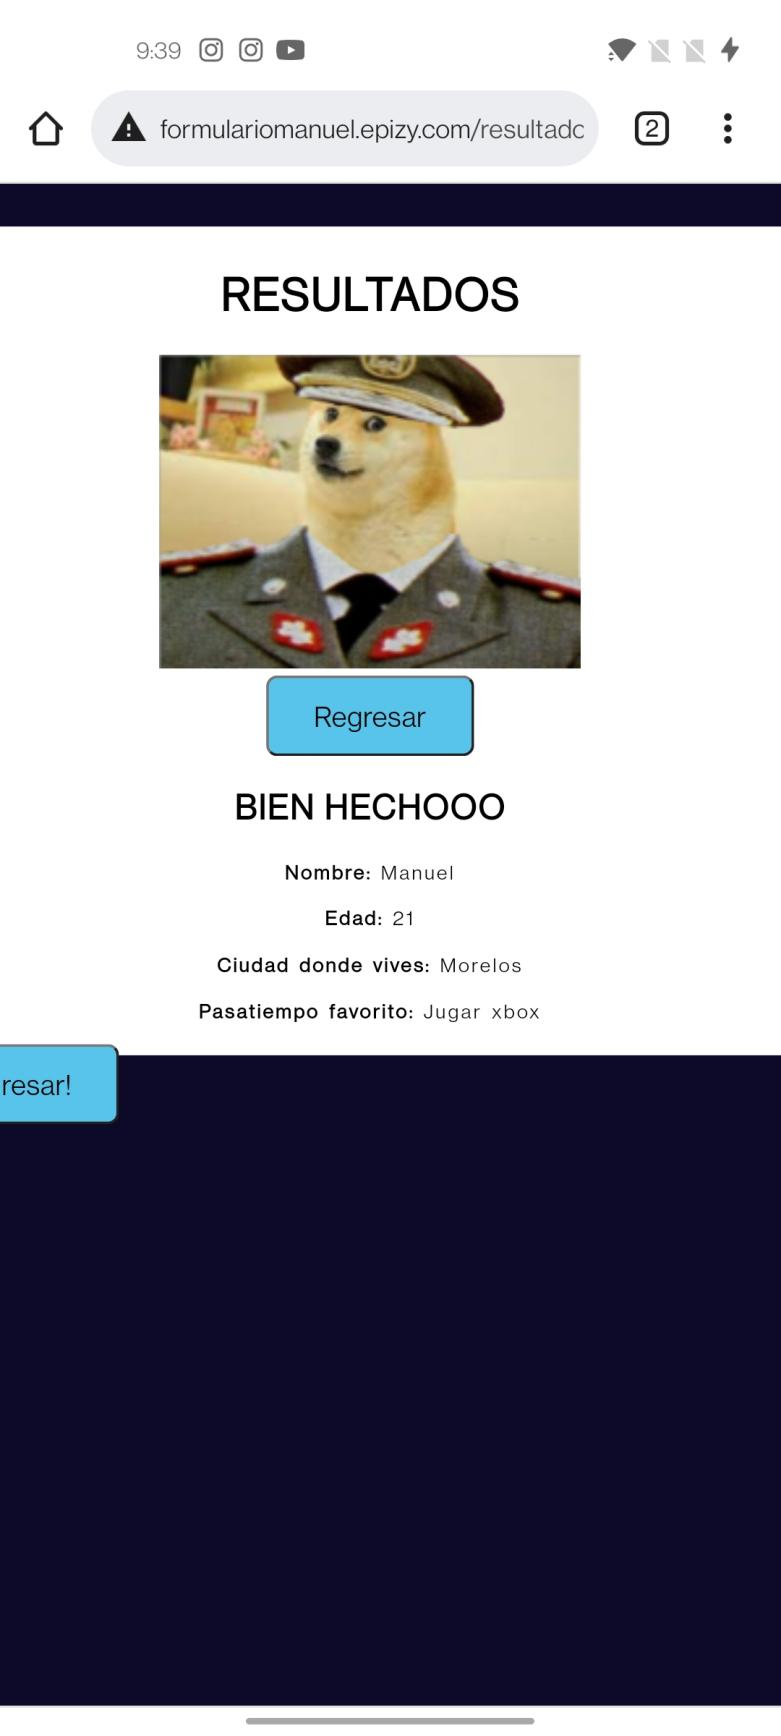 9:39
formulariomanuel.epizy.com/resultado
2
RESULTADOS
Regresar
BIEN HECHOOO
Nombre: Manuel
Edad: 21
Ciudad donde vives: Morelos
Pasatiempo favorito: Jugar xbox
resar!